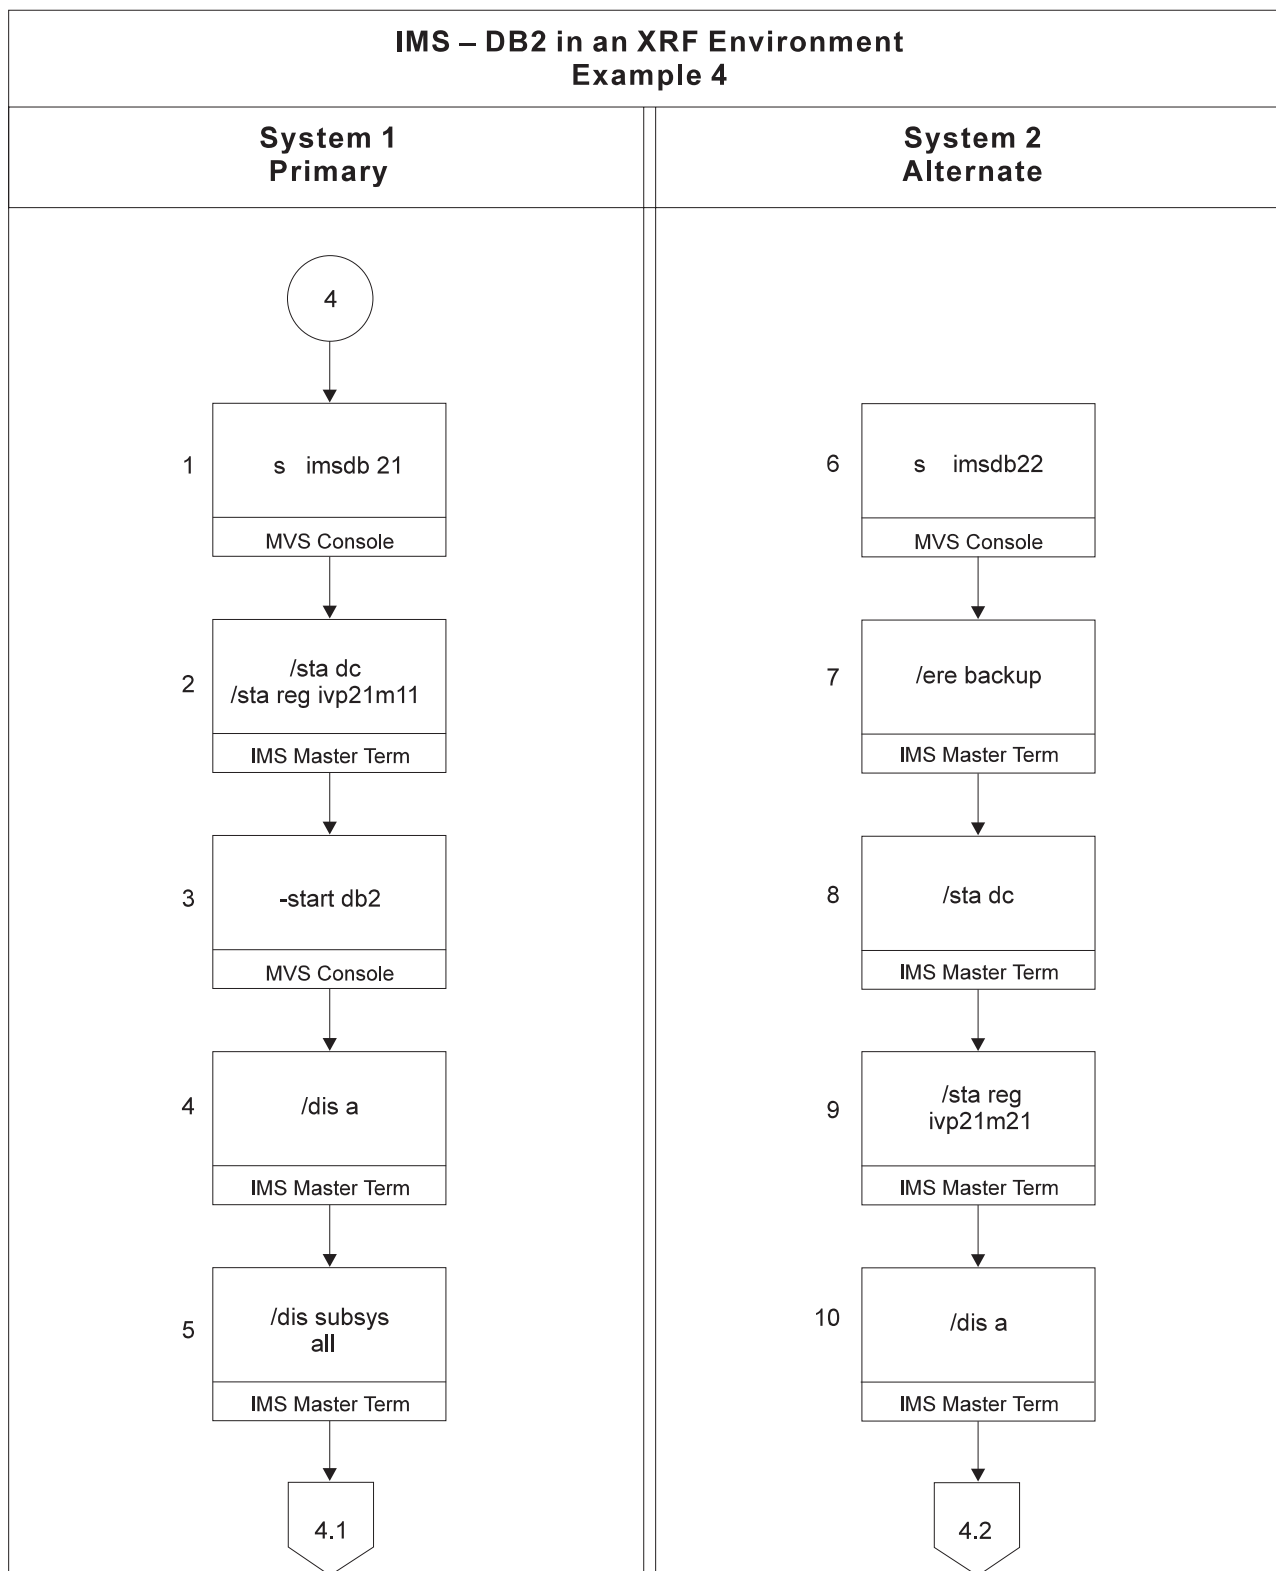 IMS – DB2 in an XRF Environment
Example 4
System 1
Primary
System 2
Alternate
4
1
s imsdb 21
MVS Console
2
/sta dc
/sta reg ivp21m11
IMS Master Term
3
-start db2
MVS Console
4
/dis a
IMS Master Term
5
/dis subsys
all
IMS Master Term
4.1
6
s imsdb22
MVS Console
7
/ere backup
IMS Master Term
8
/sta dc
IMS Master Term
9
/sta reg
ivp21m21
IMS Master Term
10
/dis a
IMS Master Term
4.2